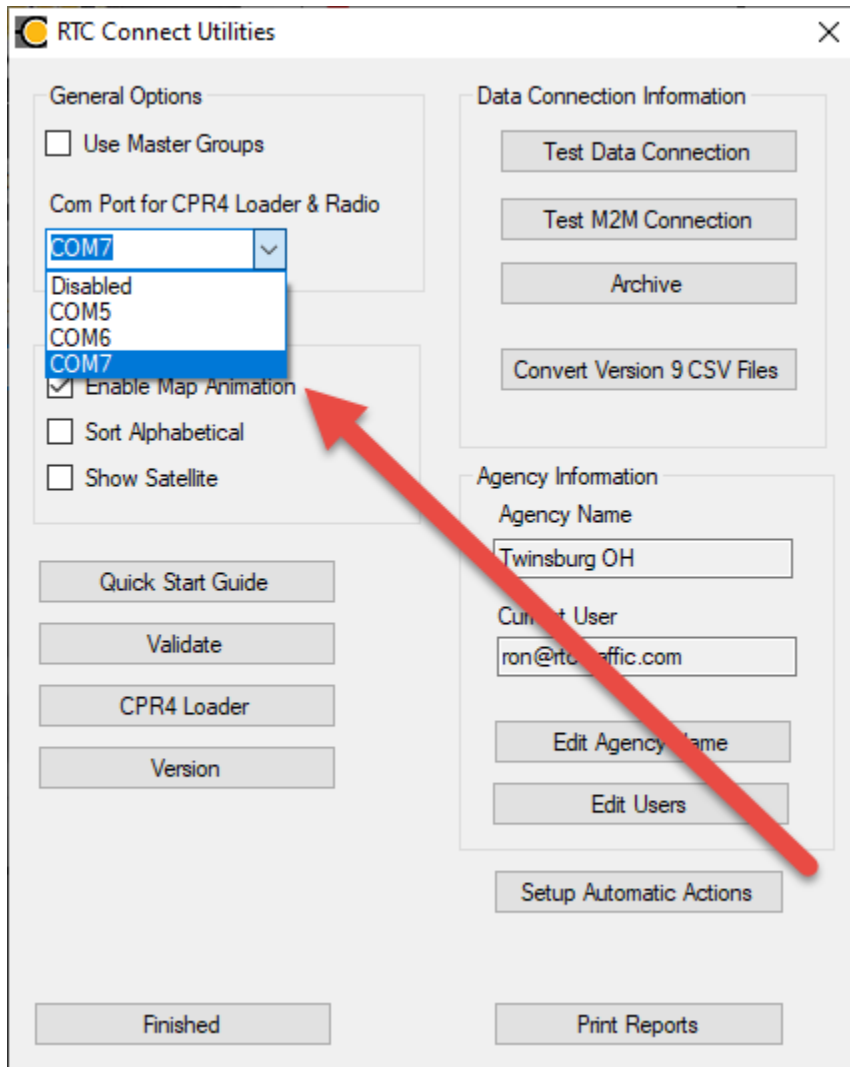 RTC Connect Utilities
General Options
Use Master Groups
Com Port for CPR4 Loader & Radio
COM7
Disabled
COM5
COM6
COM7
Enable Map Animation
Sort Alphabetical
Show Satellite
Quick Start Guide
Validate
CPR4 Loader
Version
Finished
Data Connection Information
Test Data Connection
Test M2M Connection
Archive
Convert Version 9 CSV Files
Agency Information
Agency Name
Twinsburg OH
Current User
Edit Agency Name
Edit Users
Setup Automatic Actions
Print Reports